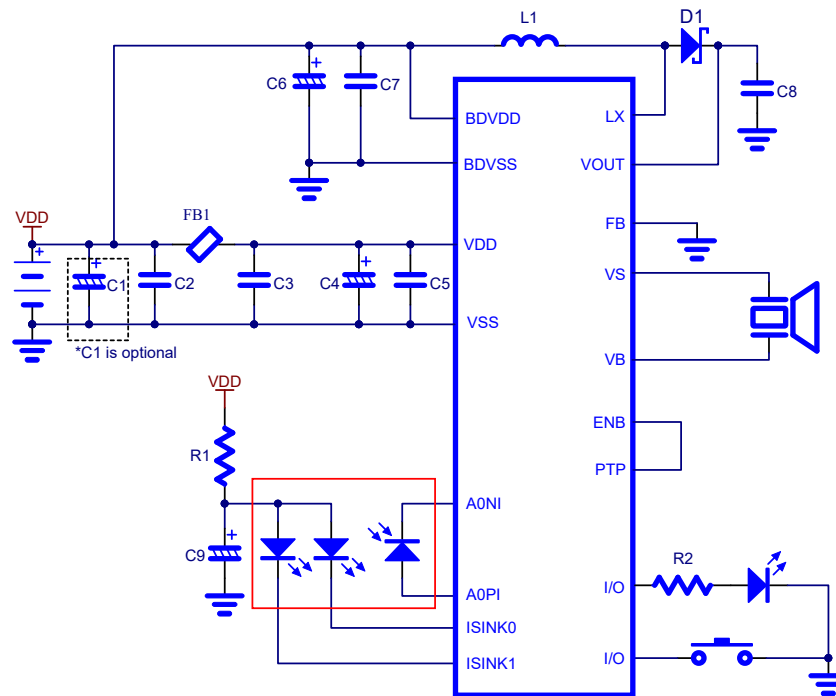 L1
D1
+
C6
C7
C8
BDVDD
LX
BDVSS
VOUT
VDD
FB1
FB
+
+
C1
C2
C3
+
C4
C5
VDD
VS
VSS
*C1 is optional
VB
VDD
ENB
R1
PTP
A0NI
+
C9
R2
A0PI
I/O
ISINK0
ISINK1
I/O